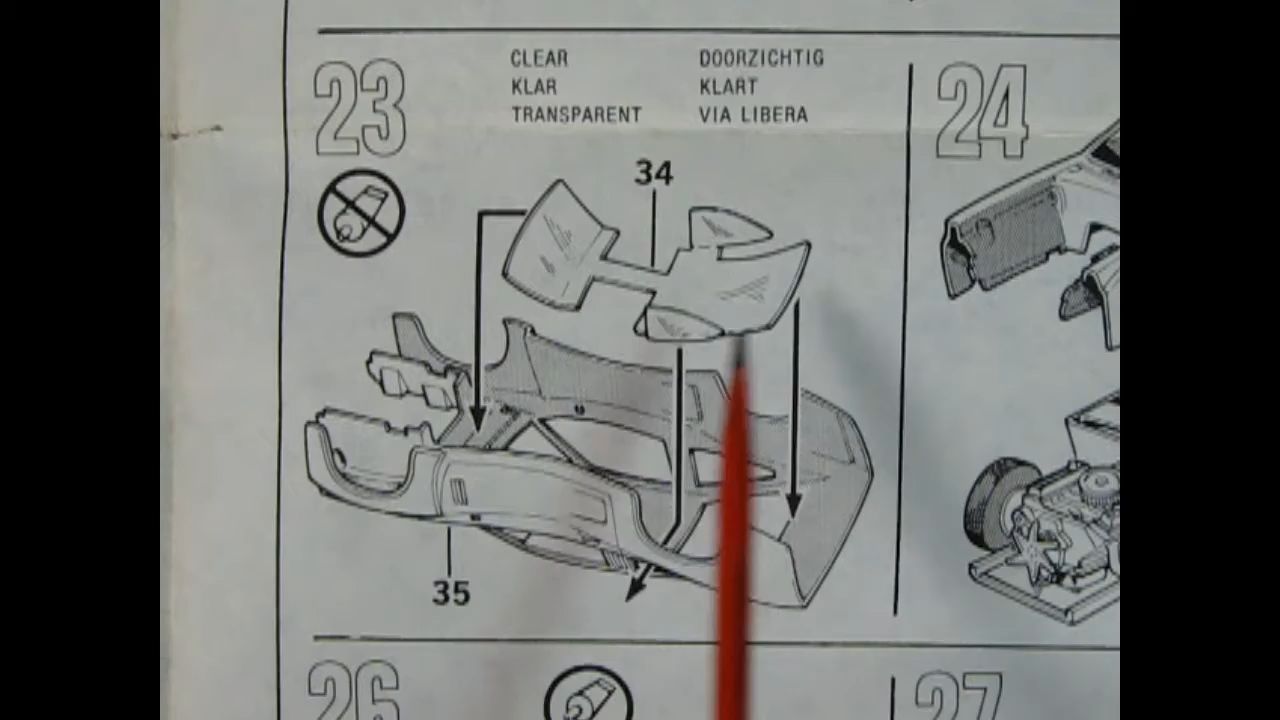 23
CLEAR
KLAR
TRANSPARENT
DOORZICHTIG
KLART
VIA LIBERA
24
34
35
26
27